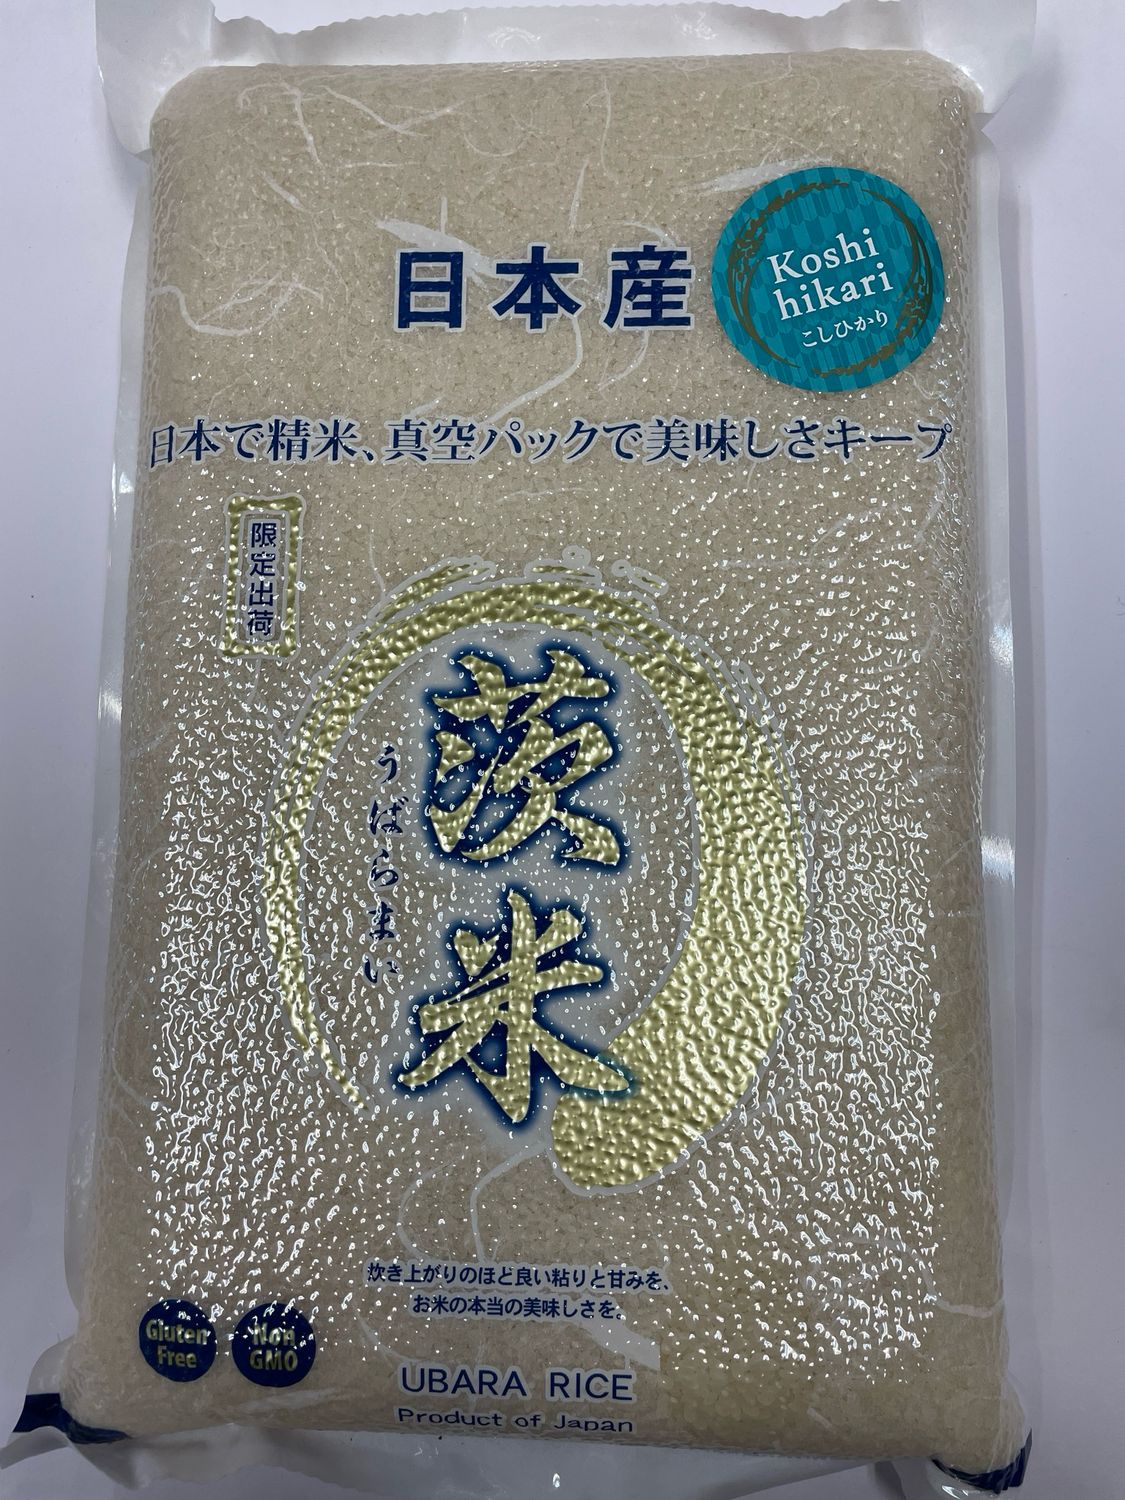 日本産
Koshi
hikari
こしひかり
日本で精米、真空パックで美味しさキープ
限定出荷
茨米
うばらまい
炊き上がりのほど良い粘りと甘みを、
お米の本当の美味しさを。
Gluten
Free
Non
GMO
UBARA RICE
Product of Japan